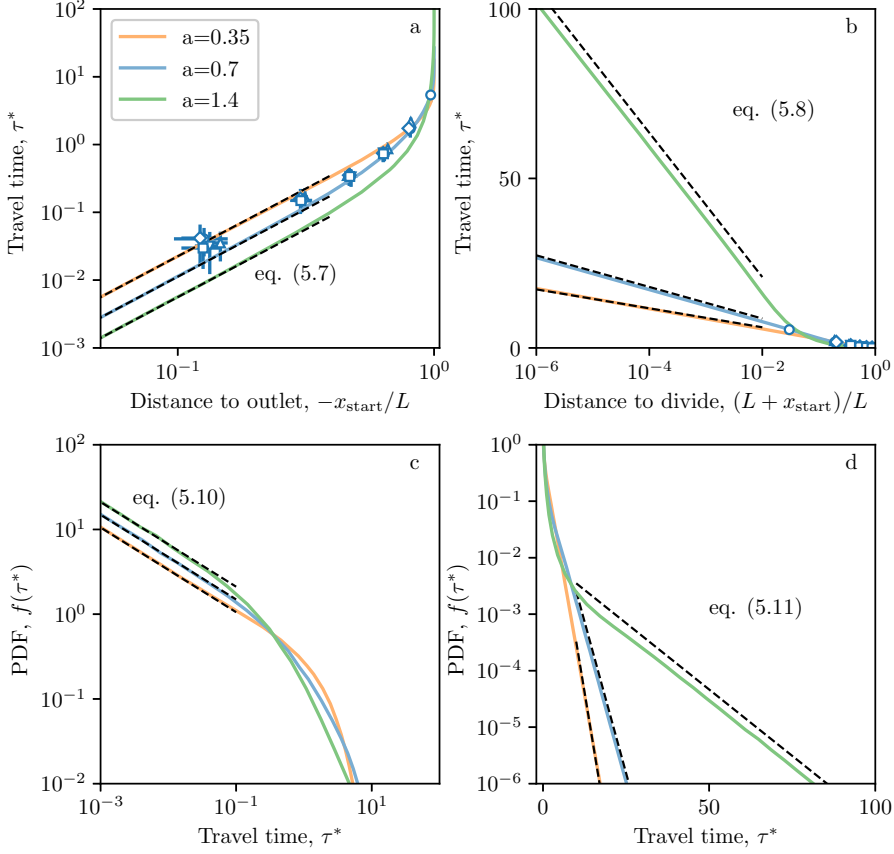 a
a=0.35
a=0.7
a=1.4
eq. (5.7)
10^2
10^1
10^0
10^−1
10^−2
10^−3
10^−1
10^0
Travel time, τ*
Distance to outlet, −x_start/L
b
eq. (5.8)
100
50
0
10^−6
10^−4
10^−2
10^0
Travel time, τ*
Distance to divide, (L + x_start)/L
c
eq. (5.10)
10^2
10^1
10^0
10^−1
10^−2
10^−3
10^−1
10^1
PDF, f(τ*)
Travel time, τ*
d
eq. (5.11)
10^0
10^−1
10^−2
10^−3
10^−4
10^−5
10^−6
0
50
100
PDF, f(τ*)
Travel time, τ*